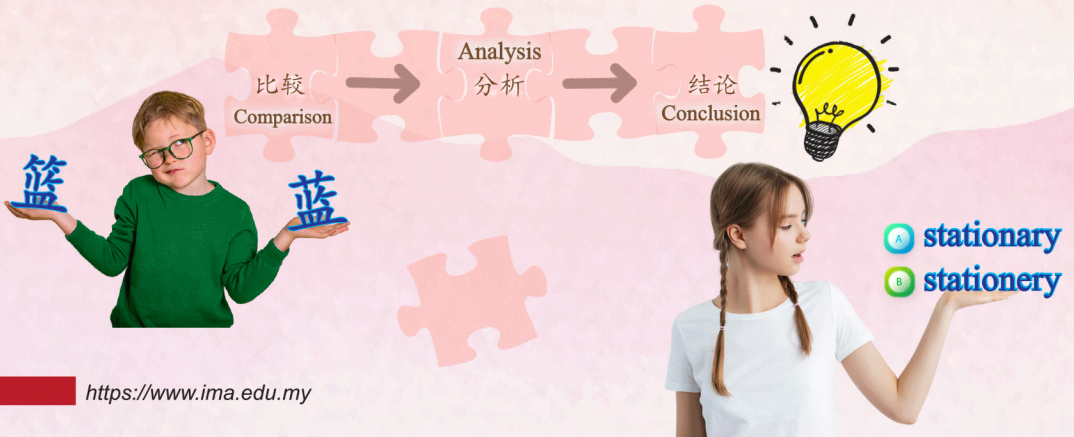 比较
Comparison
Analysis
分析
结论
Conclusion
篮
蓝
A stationary
B stationery
https://www.ima.edu.my